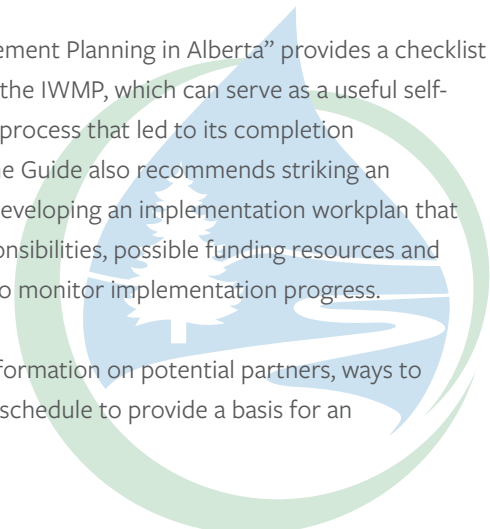 ement Planning in Alberta” provides a checklist
the IWMP, which can serve as a useful self-
process that led to its completion
e Guide also recommends striking an
eveloping an implementation workplan that
onsibilities, possible funding resources and
o monitor implementation progress.
formation on potential partners, ways to
schedule to provide a basis for an